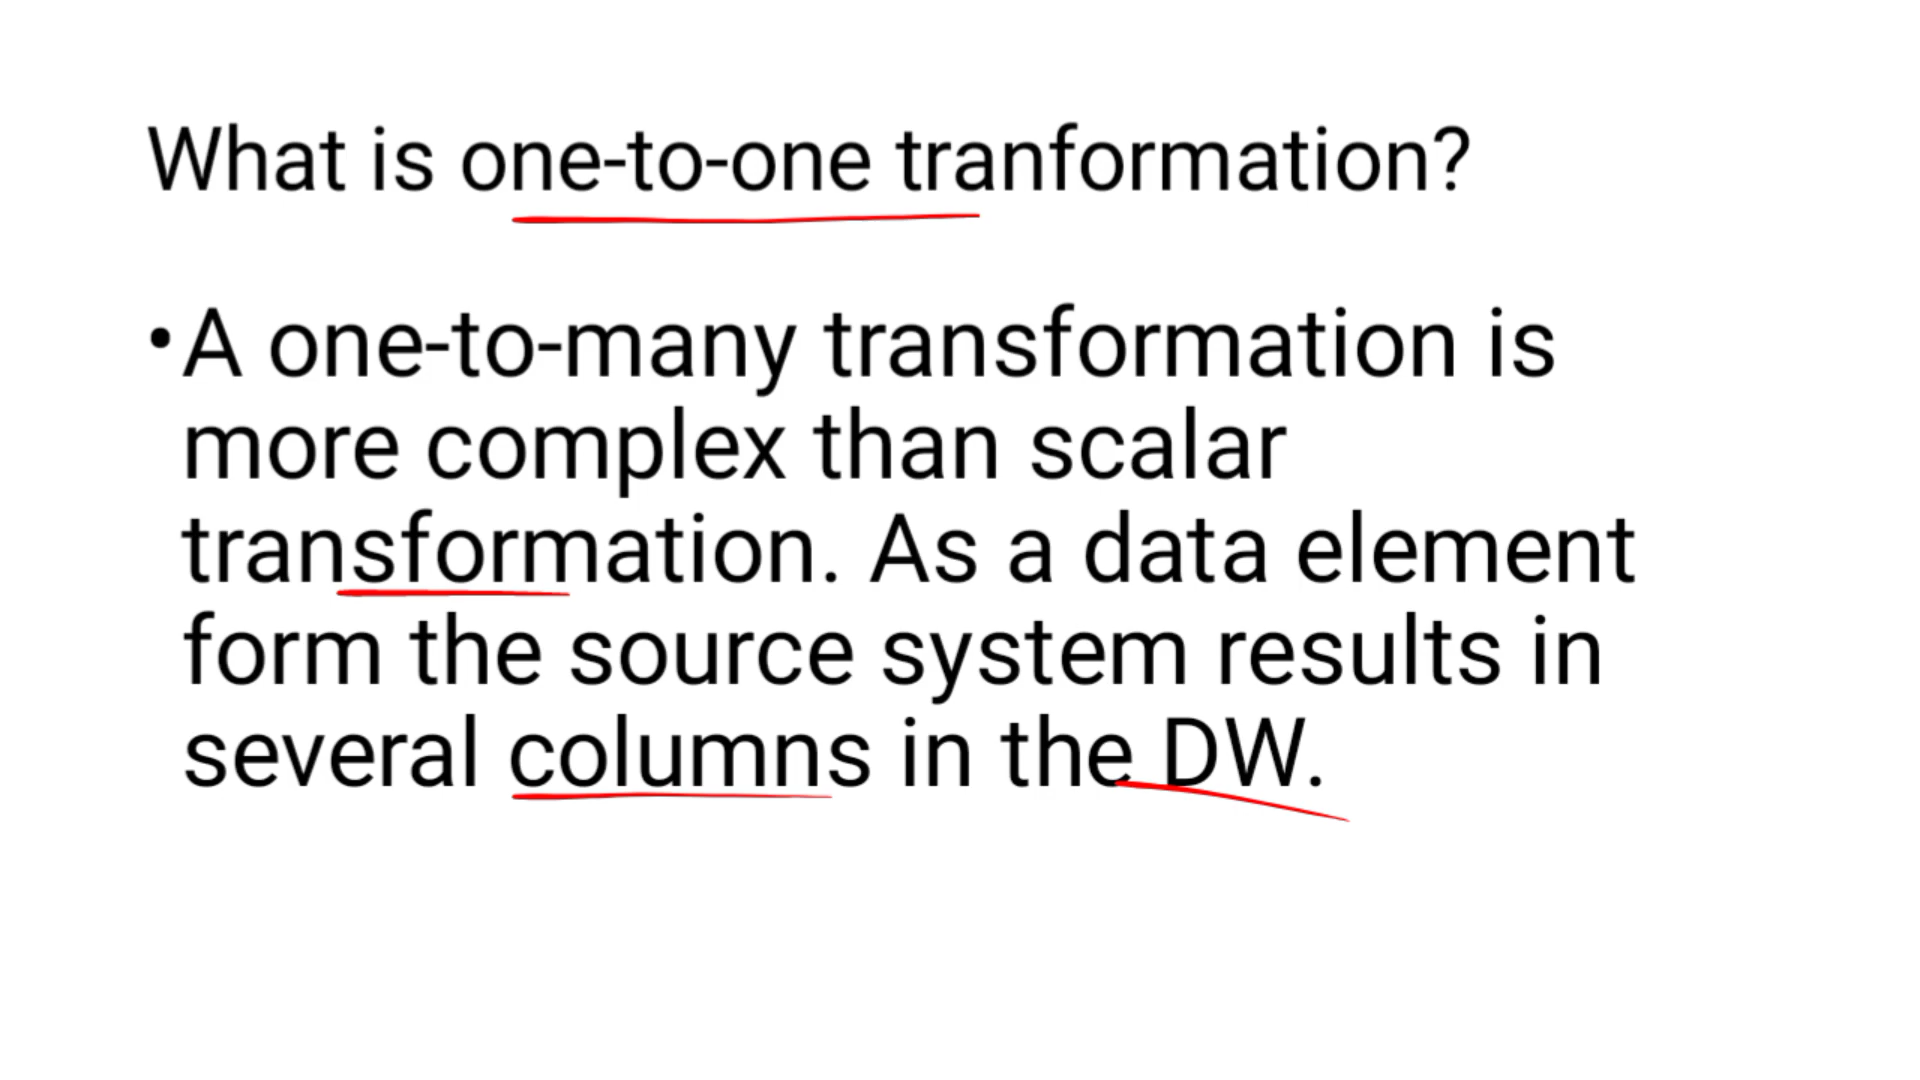 What is one-to-one tranformation?
•A one-to-many transformation is
more complex than scalar
transformation. As a data element
form the source system results in
several columns in the DW.